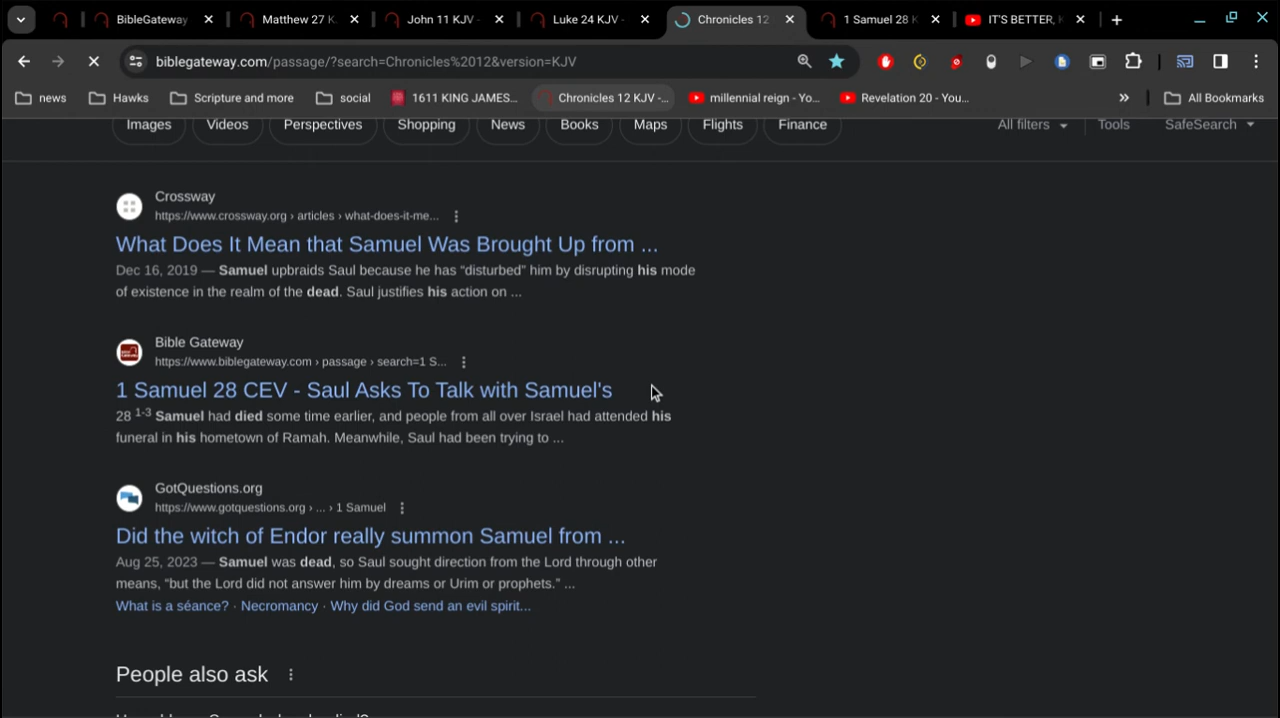 BibleGateway
Matthew 27 K
John 11 KJV -
Luke 24 KJV -
Chronicles 12
1 Samuel 28 K
IT'S BETTER,
biblegateway.com/passage/?search=Chronicles%2012&version=KJV
news
Hawks
Scripture and more
social
1611 KING JAMES...
Chronicles 12 KJV -...
millennial reign - Yo...
Revelation 20 - You...
»
All Bookmarks
Images
Videos
Perspectives
Shopping
News
Books
Maps
Flights
Finance
All filters
Tools
SafeSearch
Crossway
https://www.crossway.org › articles › what-does-it-me...
What Does It Mean that Samuel Was Brought Up from ...
Dec 16, 2019 — Samuel upbraids Saul because he has “disturbed” him by disrupting his mode
of existence in the realm of the dead. Saul justifies his action on ...
Bible Gateway
https://www.biblegateway.com › passage › search=1 S...
1 Samuel 28 CEV - Saul Asks To Talk with Samuel's
28 1-3 Samuel had died some time earlier, and people from all over Israel had attended his
funeral in his hometown of Ramah. Meanwhile, Saul had been trying to ...
GotQuestions.org
https://www.gotquestions.org › ... › 1 Samuel
Did the witch of Endor really summon Samuel from ...
Aug 25, 2023 — Samuel was dead, so Saul sought direction from the Lord through other
means, “but the Lord did not answer him by dreams or Urim or prophets.” ...
What is a séance? · Necromancy · Why did God send an evil spirit...
People also ask